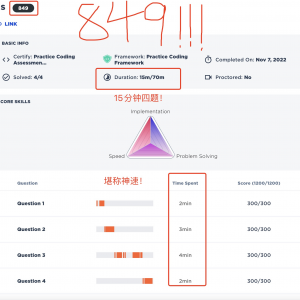 S 849
849!!!
LINK
BASIC INFO
Certify: Practice Coding Assessmen...
Framework: Practice Coding Framework
Completed On: Nov 7, 2022
Solved: 4/4
Duration: 15m/70m
Proctored: No
15分钟四题！
CORE SKILLS
Implementation
Speed
Problem Solving
堪称神速！
Question
Time Spent
Score (1200/1200)
Question 1
2min
300/300
Question 2
3min
300/300
Question 3
4min
300/300
Question 4
2min
300/300